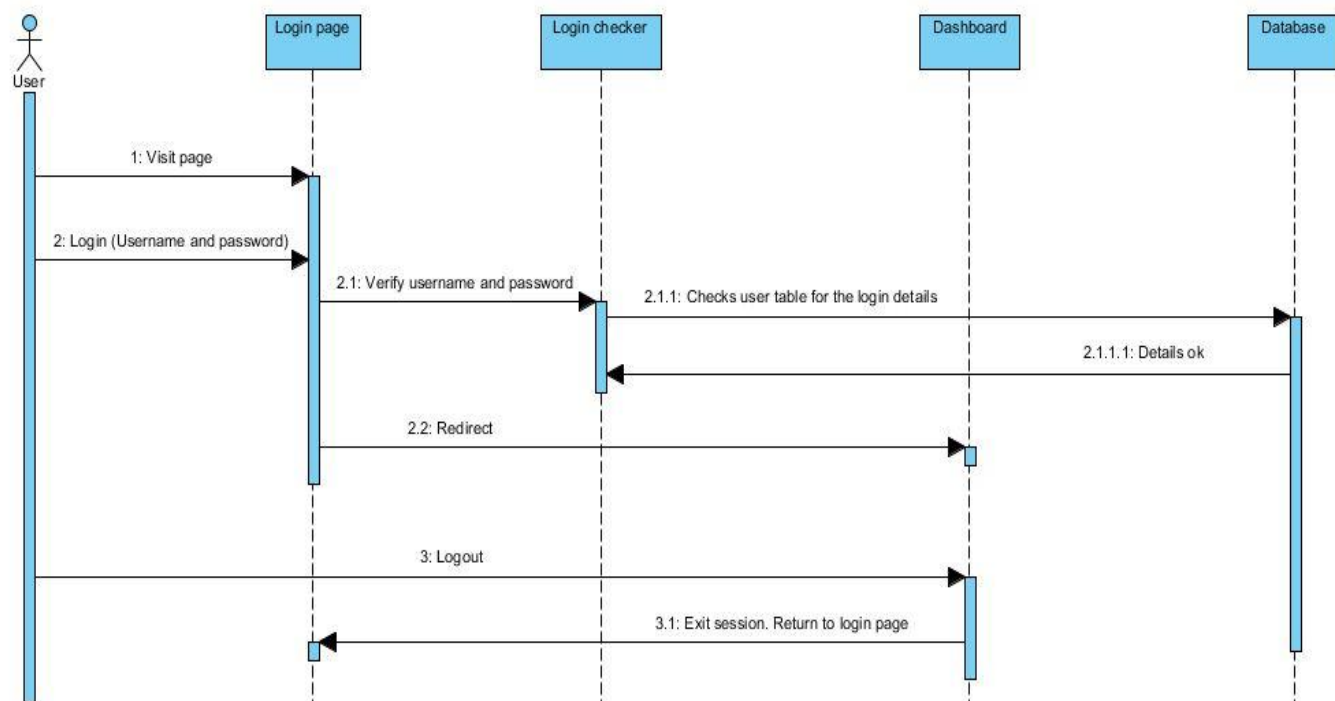 Login page
Login checker
Dashboard
Database
User
1: Visit page
2: Login (Username and password)
2.1: Verify username and password
2.1.1: Checks user table for the login details
2.1.1.1: Details ok
2.2: Redirect
3: Logout
3.1: Exit session. Return to login page